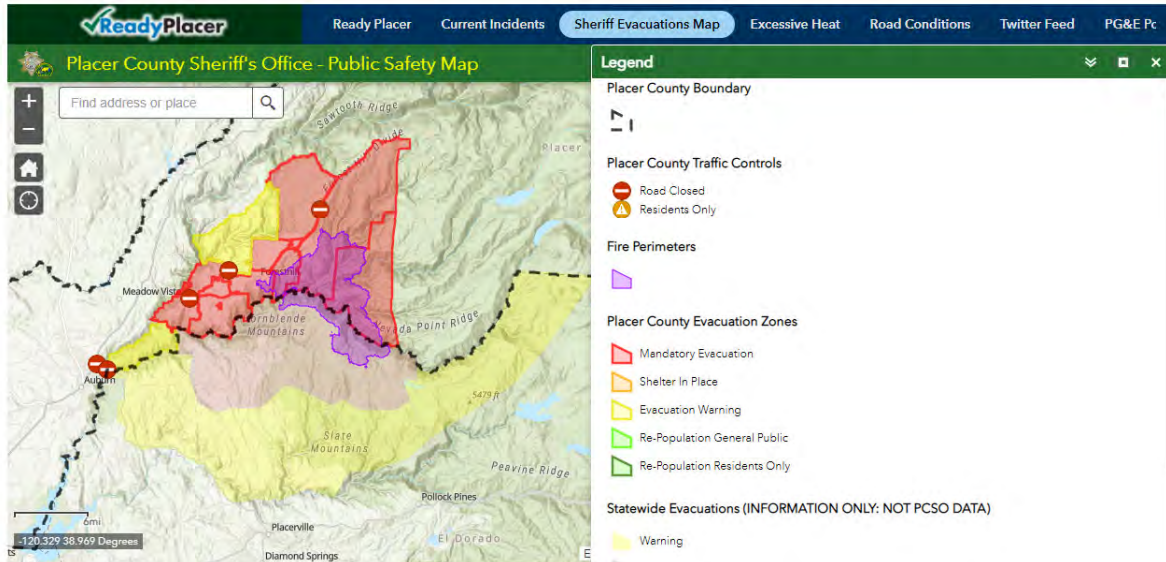 ReadyPlacer
Ready Placer Current Incidents Sheriff Evacuations Map Excessive Heat Road Conditions Twitter Feed PG&E Po
Placer County Sheriff's Office - Public Safety Map
Legend
+
Find address or place
−
Sawtooth Ridge
Placer
Divide
Meadow Vista
Foresthill
Hornblende
Mountains
Nevada Point Ridge
Auburn
5479 ft
Slate
Mountains
Peavine Ridge
Pollock Pines
6mi
Placerville
El Dorado
-120.329 38.969 Degrees
Diamond Springs
Placer County Boundary
Placer County Traffic Controls
Road Closed
Residents Only
Fire Perimeters
Placer County Evacuation Zones
Mandatory Evacuation
Shelter In Place
Evacuation Warning
Re-Population General Public
Re-Population Residents Only
Statewide Evacuations (INFORMATION ONLY: NOT PCSO DATA)
Warning